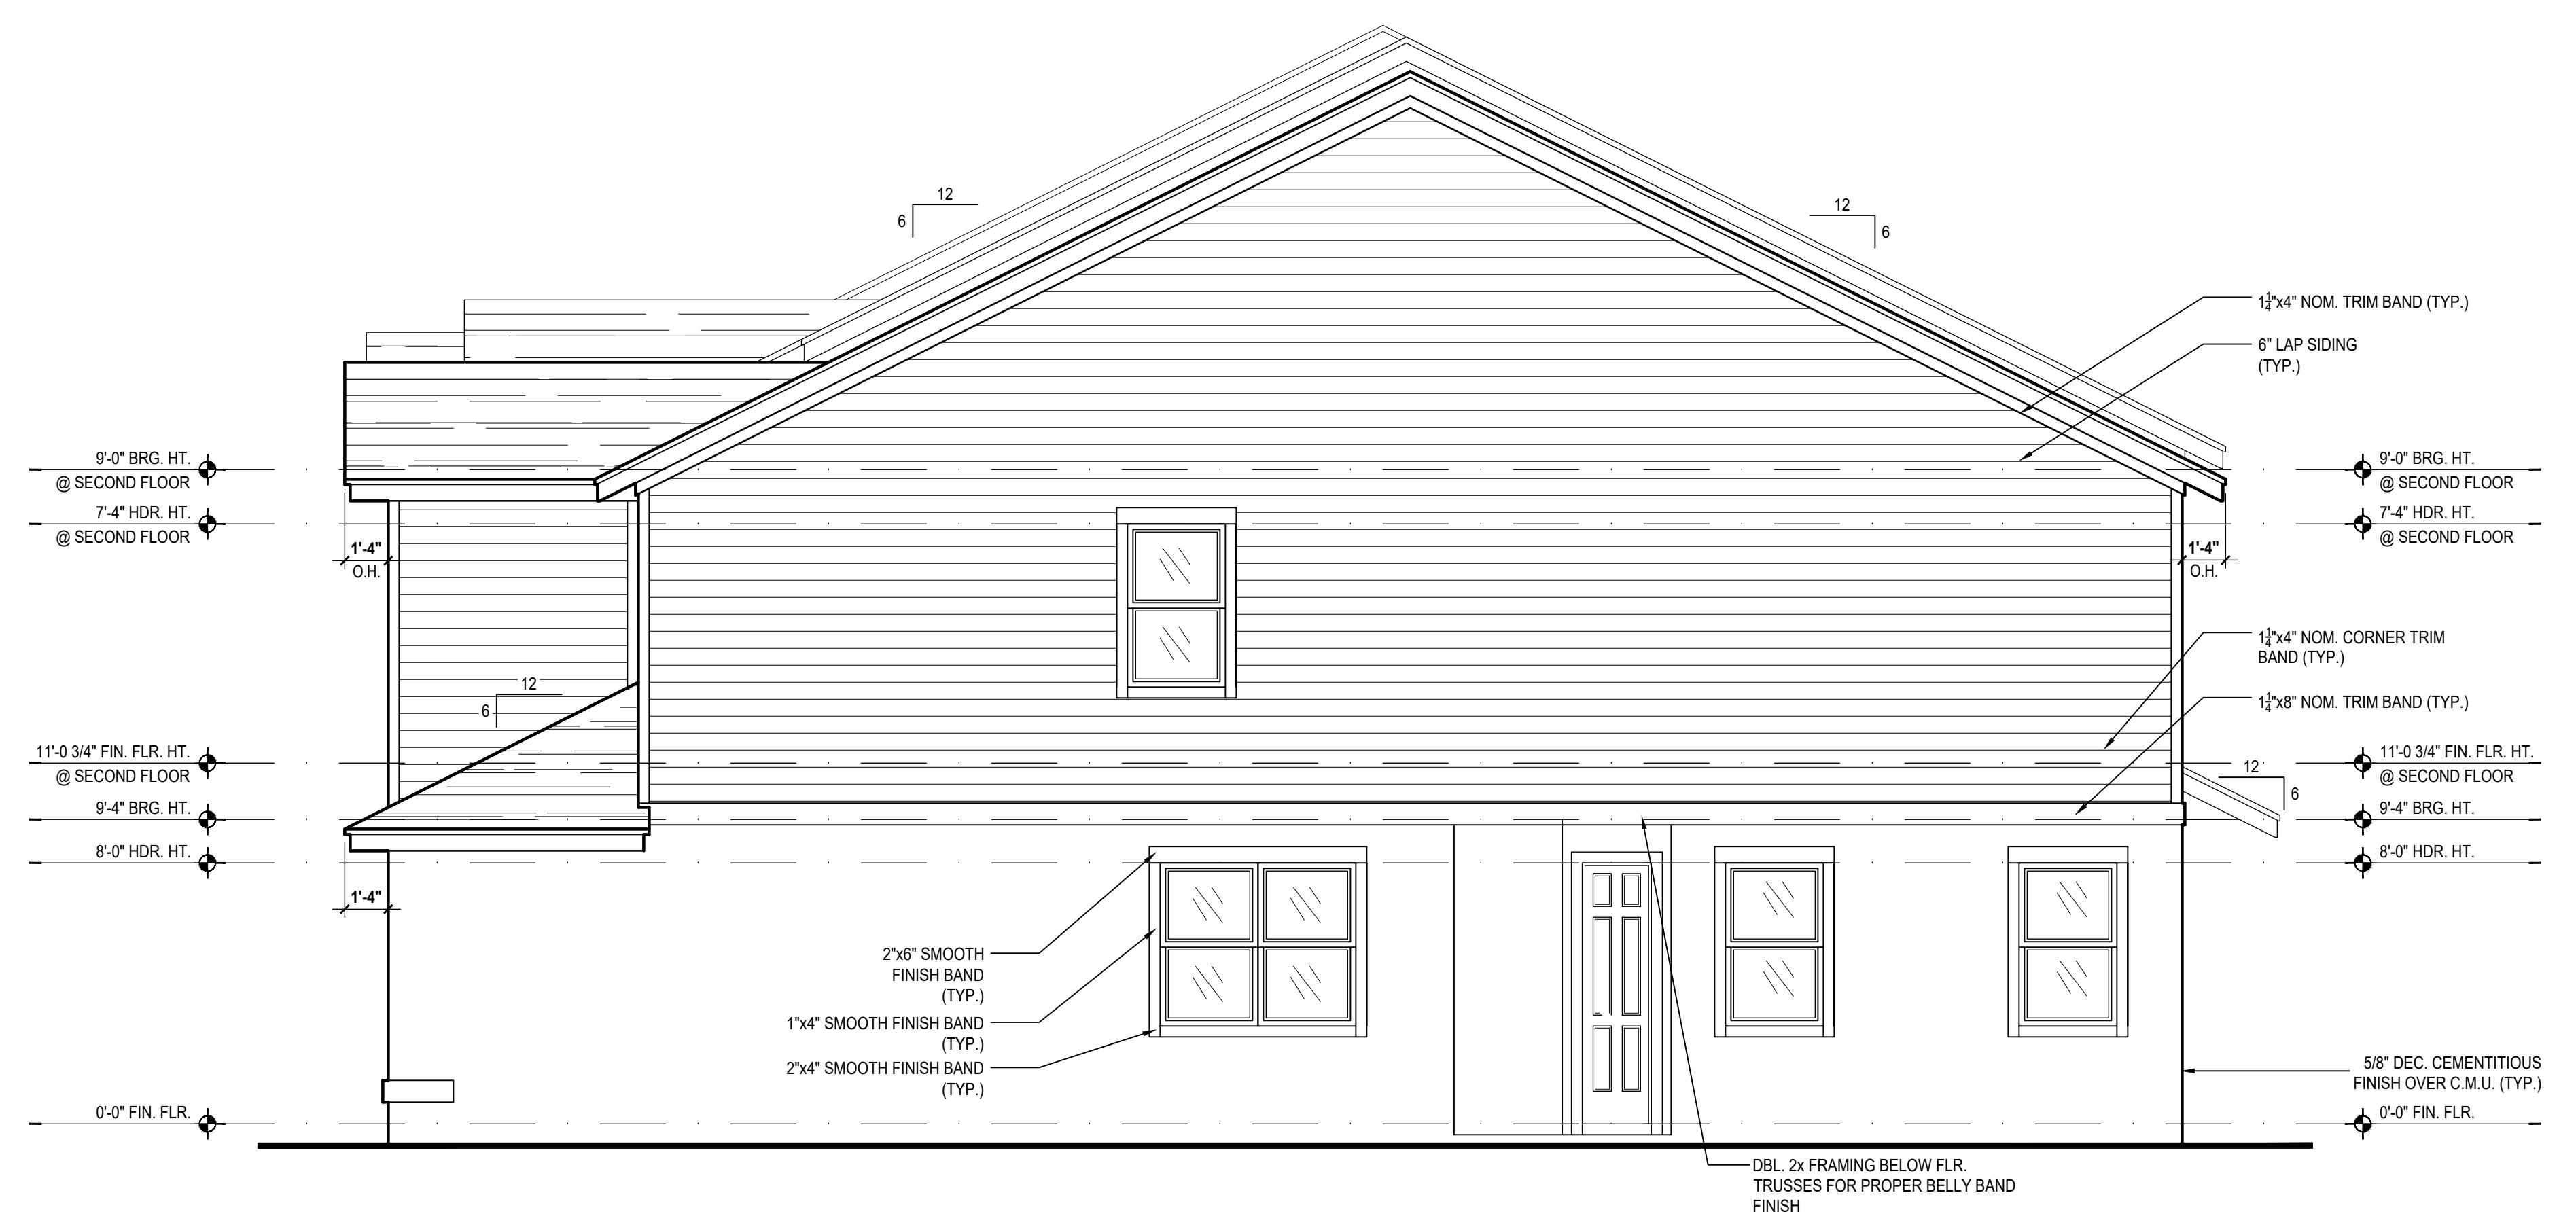 12
6
12
6
1¼"x4" NOM. TRIM BAND (TYP.)
6" LAP SIDING
(TYP.)
9'-0" BRG. HT.
@ SECOND FLOOR
9'-0" BRG. HT.
@ SECOND FLOOR
7'-4" HDR. HT.
@ SECOND FLOOR
7'-4" HDR. HT.
@ SECOND FLOOR
1'-4"
O.H.
1'-4"
O.H.
1¼"x4" NOM. CORNER TRIM
BAND (TYP.)
12
6
1¼"x8" NOM. TRIM BAND (TYP.)
11'-0 3/4" FIN. FLR. HT.
@ SECOND FLOOR
11'-0 3/4" FIN. FLR. HT.
@ SECOND FLOOR
12
6
9'-4" BRG. HT.
9'-4" BRG. HT.
8'-0" HDR. HT.
8'-0" HDR. HT.
1'-4"
2"x6" SMOOTH
FINISH BAND
(TYP.)
1"x4" SMOOTH FINISH BAND
(TYP.)
2"x4" SMOOTH FINISH BAND
(TYP.)
5/8" DEC. CEMENTITIOUS
FINISH OVER C.M.U. (TYP.)
0'-0" FIN. FLR.
0'-0" FIN. FLR.
DBL. 2x FRAMING BELOW FLR.
TRUSSES FOR PROPER BELLY BAND
FINISH